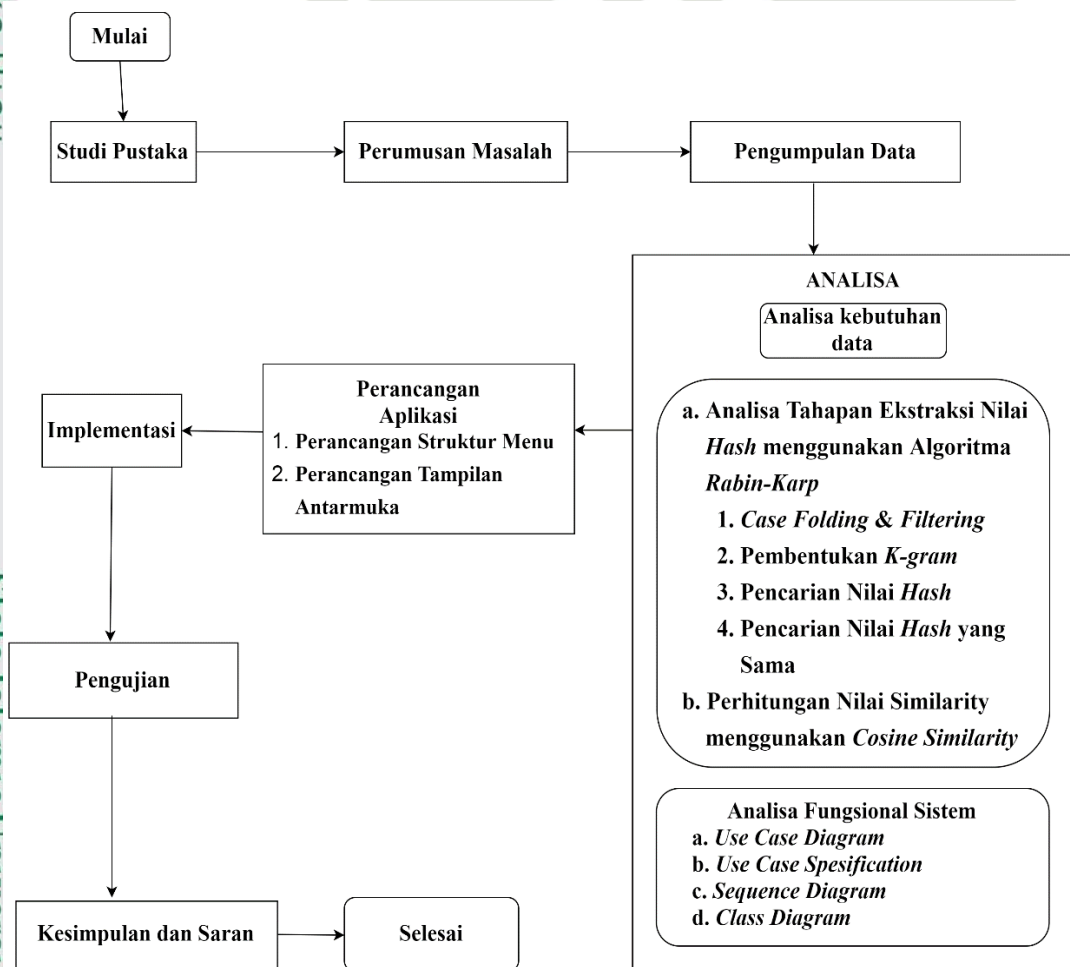 Mulai
Studi Pustaka
Perumusan Masalah
Pengumpulan Data
ANALISA
Analisa kebutuhan
data
a. Analisa Tahapan Ekstraksi Nilai
Hash menggunakan Algoritma
Rabin-Karp
1. Case Folding & Filtering
2. Pembentukan K-gram
3. Pencarian Nilai Hash
4. Pencarian Nilai Hash yang
Sama
b. Perhitungan Nilai Similarity
menggunakan Cosine Similarity
Analisa Fungsional Sistem
a. Use Case Diagram
b. Use Case Spesification
c. Sequence Diagram
d. Class Diagram
Perancangan
Aplikasi
1. Perancangan Struktur Menu
2. Perancangan Tampilan
Antarmuka
Implementasi
Pengujian
Kesimpulan dan Saran
Selesai